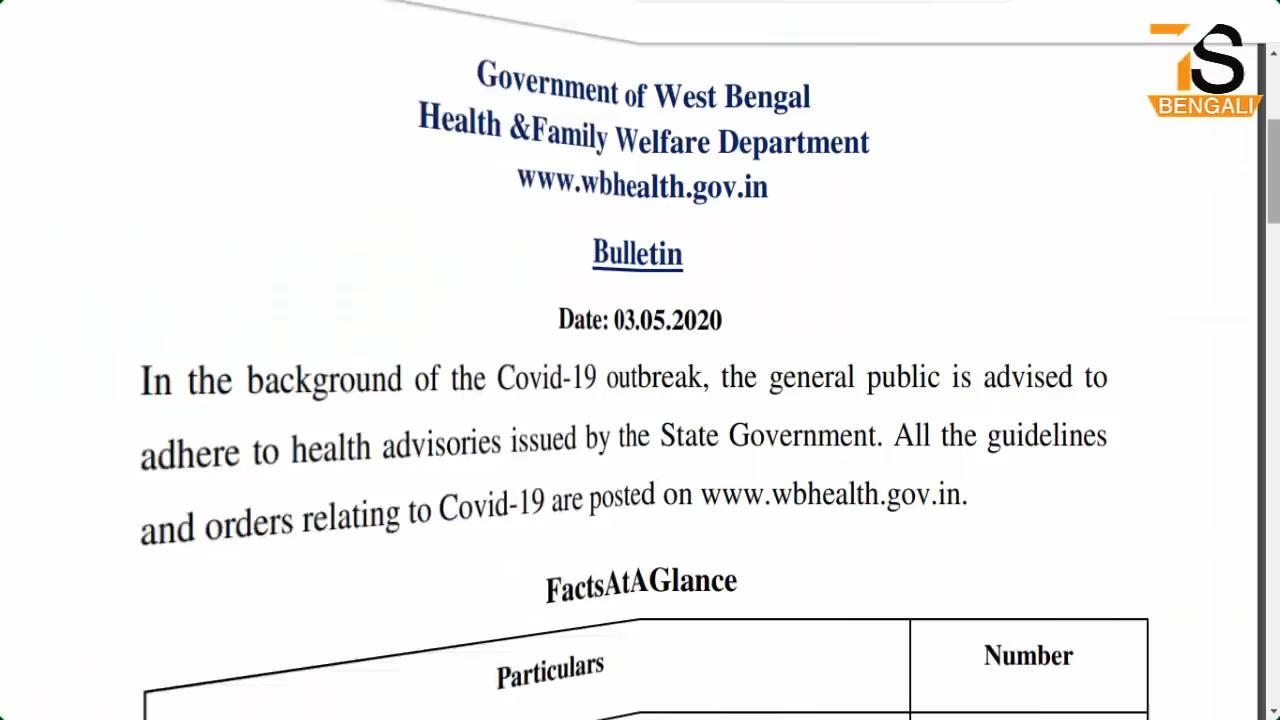 Government of West Bengal
Health &Family Welfare Department
www.wbhealth.gov.in
Bulletin
Date: 03.05.2020
In the background of the Covid-19 outbreak, the general public is advised to
adhere to health advisories issued by the State Government. All the guidelines
and orders relating to Covid-19 are posted on www.wbhealth.gov.in.
FactsAtAGlance
Particulars
Number
S
BENGALI